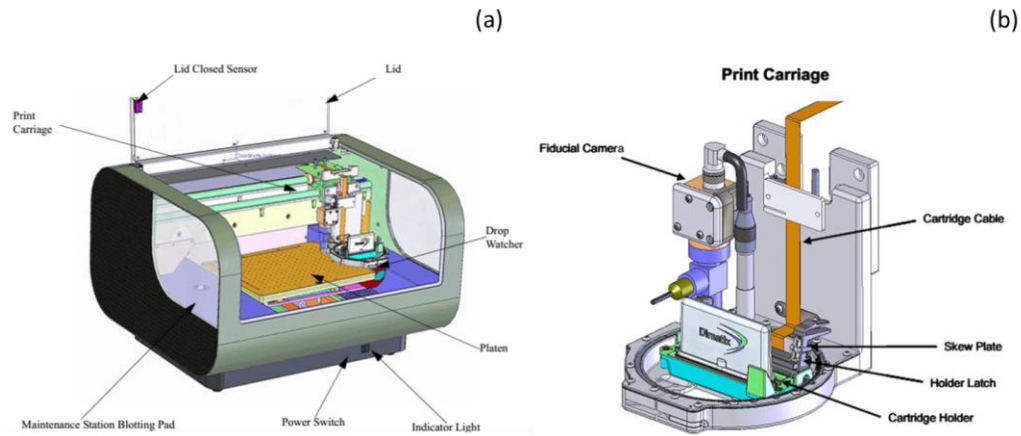 (a)
Lid Closed Sensor
Lid
Print
Carriage
Drop
Watcher
Platen
Maintenance Station Blotting Pad
Power Switch
Indicator Light
(b)
Print Carriage
Fiducial Camera
Cartridge Cable
Dimatix
Skew Plate
Holder Latch
Cartridge Holder